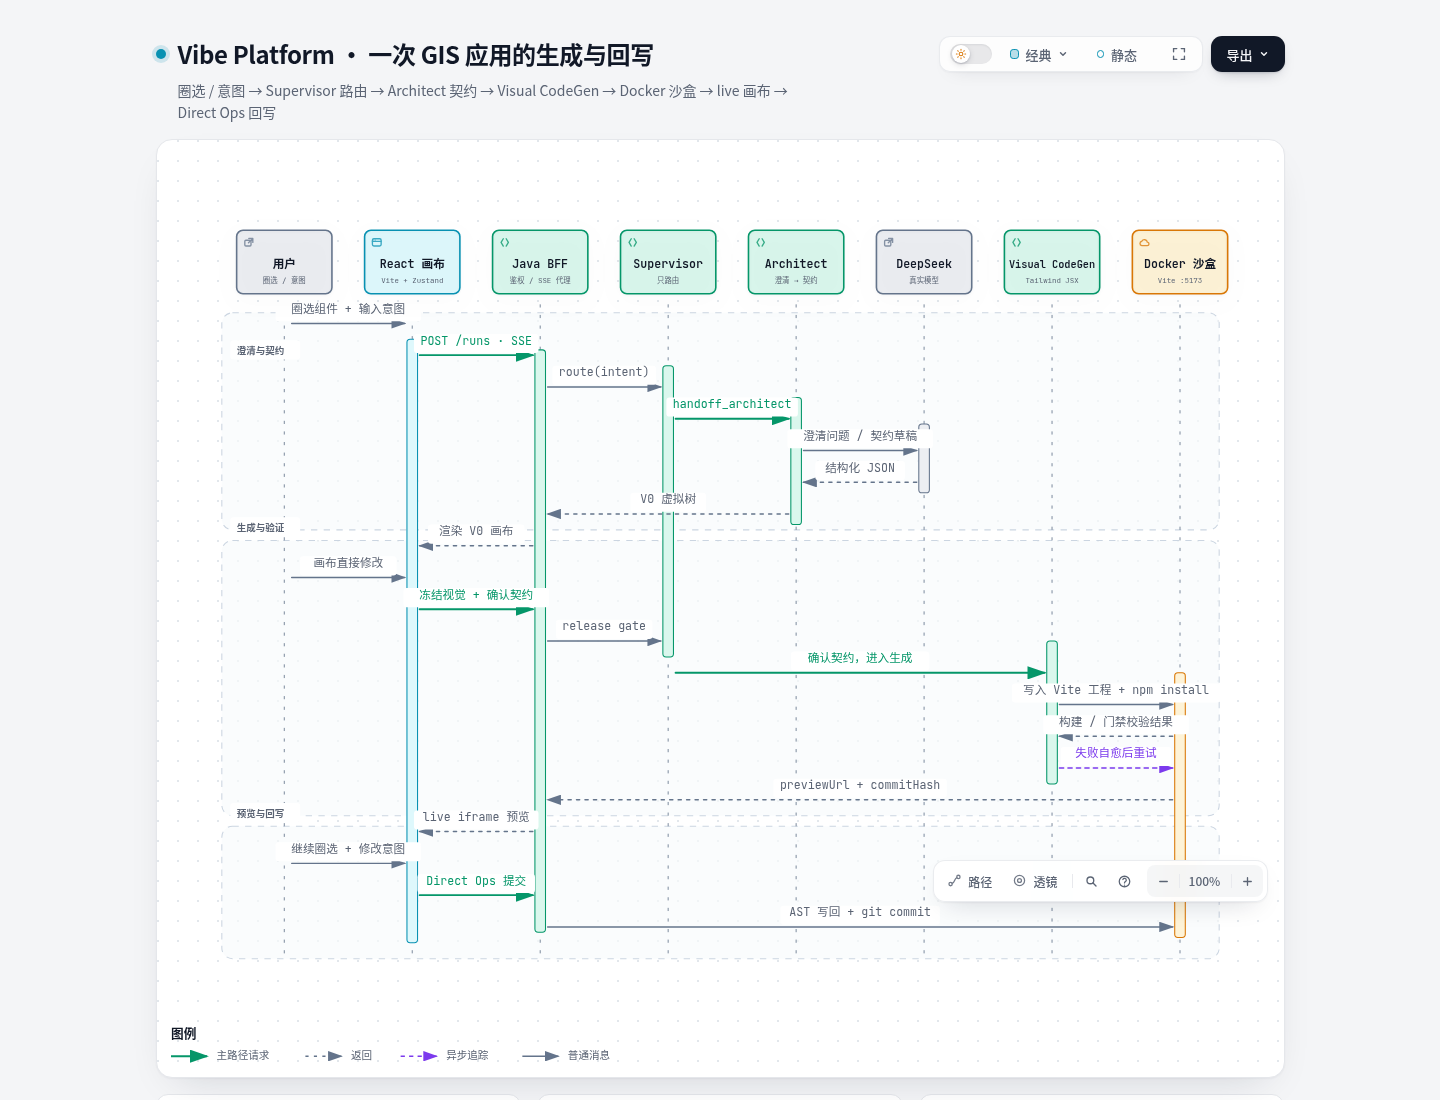 Vibe Platform · 一次 GIS 应用的生成与回写
经典
静态
导出
圈选 / 意图 → Supervisor 路由 → Architect 契约 → Visual CodeGen → Docker 沙盒 → live 画布 →
Direct Ops 回写
用户
圈选 / 意图
React 画布
Vite + Zustand
Java BFF
鉴权 / SSE 代理
Supervisor
只路由
Architect
澄清 → 契约
DeepSeek
真实模型
Visual CodeGen
Tailwind JSX
Docker 沙盒
Vite :5173
圈选组件 + 输入意图
POST /runs · SSE
澄清与契约
route(intent)
handoff_architect
澄清问题 / 契约草稿
结构化 JSON
V0 虚拟树
生成与验证
渲染 V0 画布
画布直接修改
冻结视觉 + 确认契约
release gate
确认契约，进入生成
写入 Vite 工程 + npm install
构建 / 门禁校验结果
失败自愈后重试
previewUrl + commitHash
预览与回写
live iframe 预览
继续圈选 + 修改意图
Direct Ops 提交
路径
透镜
100%
AST 写回 + git commit
图例
主路径请求
返回
异步追踪
普通消息